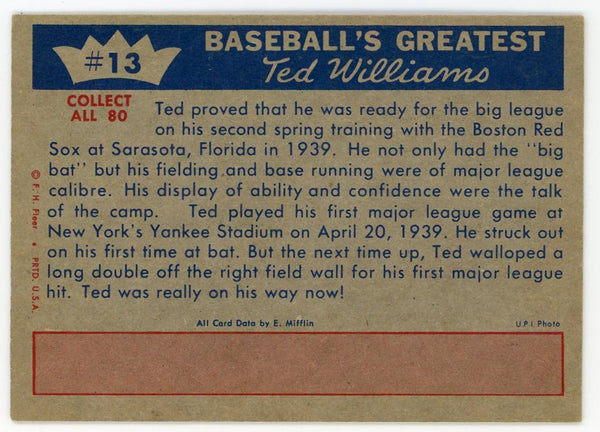 #13
BASEBALL'S GREATEST
Ted Williams
COLLECT
ALL 80
Ted proved that he was ready for the big league
on his second spring training with the Boston Red
Sox at Sarasota, Florida in 1939. He not only had the "big
bat" but his fielding and base running were of major league
calibre. His display of ability and confidence were the talk
of the camp. Ted played his first major league game at
New York's Yankee Stadium on April 20, 1939. He struck out
on his first time at bat. But the next time up, Ted walloped a
long double off the right field wall for his first major league
hit. Ted was really on his way now!
© F. H. Fleer • PRTD. U.S.A.
All Card Data by E. Mifflin
U.P.I Photo